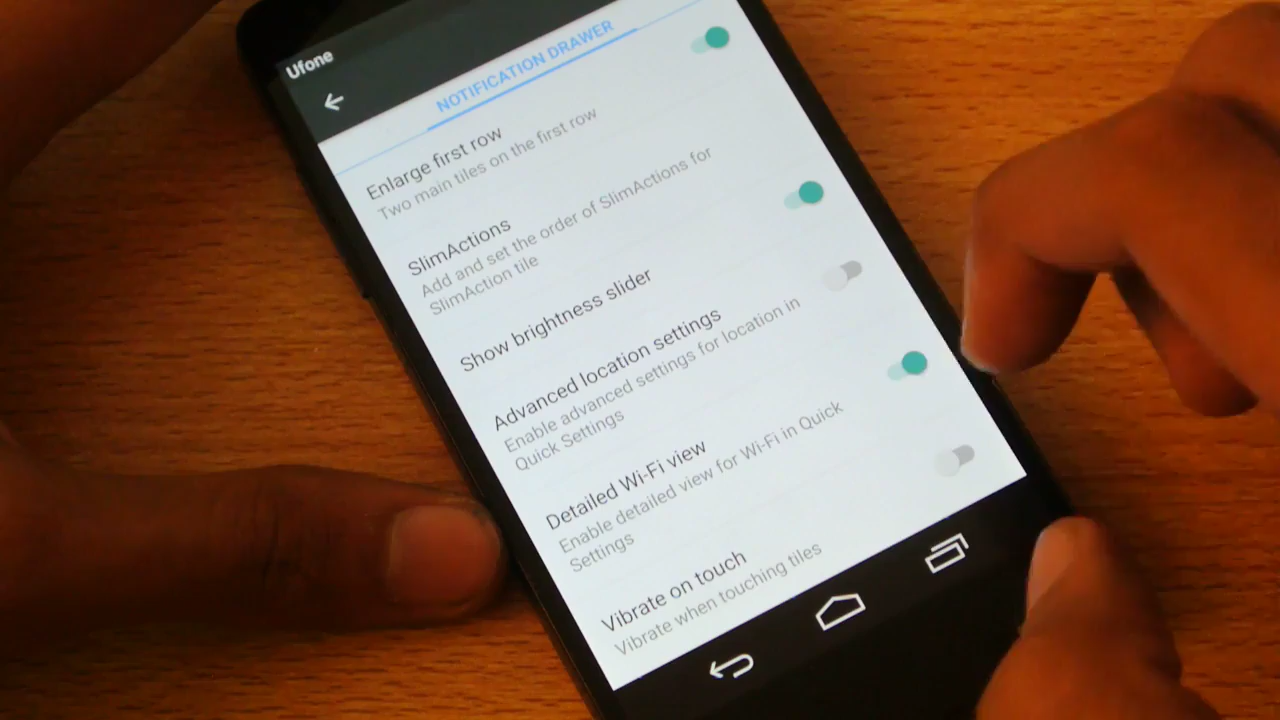 Ufone
NOTIFICATION DRAWER
Enlarge first row
Two main tiles on the first row
SlimActions
Add and set the order of SlimActions for
SlimAction tile
Show brightness slider
Advanced location settings
Enable advanced settings for location in
Quick Settings
Detailed Wi-Fi view
Enable detailed view for Wi-Fi in Quick
Settings
Vibrate on touch
Vibrate when touching tiles